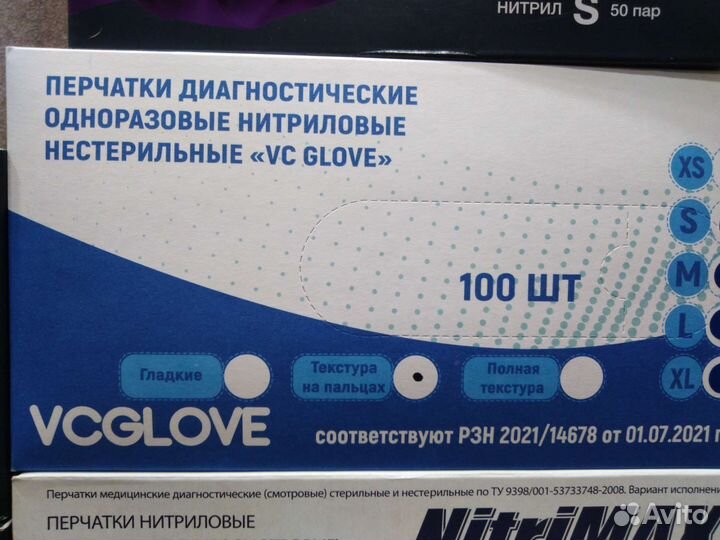 НИТРИЛ S 50 пар
ПЕРЧАТКИ ДИАГНОСТИЧЕСКИЕ
ОДНОРАЗОВЫЕ НИТРИЛОВЫЕ
НЕСТЕРИЛЬНЫЕ «VC GLOVE»
XS
S
M
L
XL
100 ШТ
Гладкие
Текстура
на пальцах
Полная
текстура
VCGLOVE
соответствуют РЗН 2021/14678 от 01.07.2021 г
Перчатки медицинские диагностические (смотровые) стерильные и нестерильные по ТУ 9398/001-53733748-2008. Вариант исполнени
ПЕРЧАТКИ НИТРИЛОВЫЕ
NitriMAX
Avito